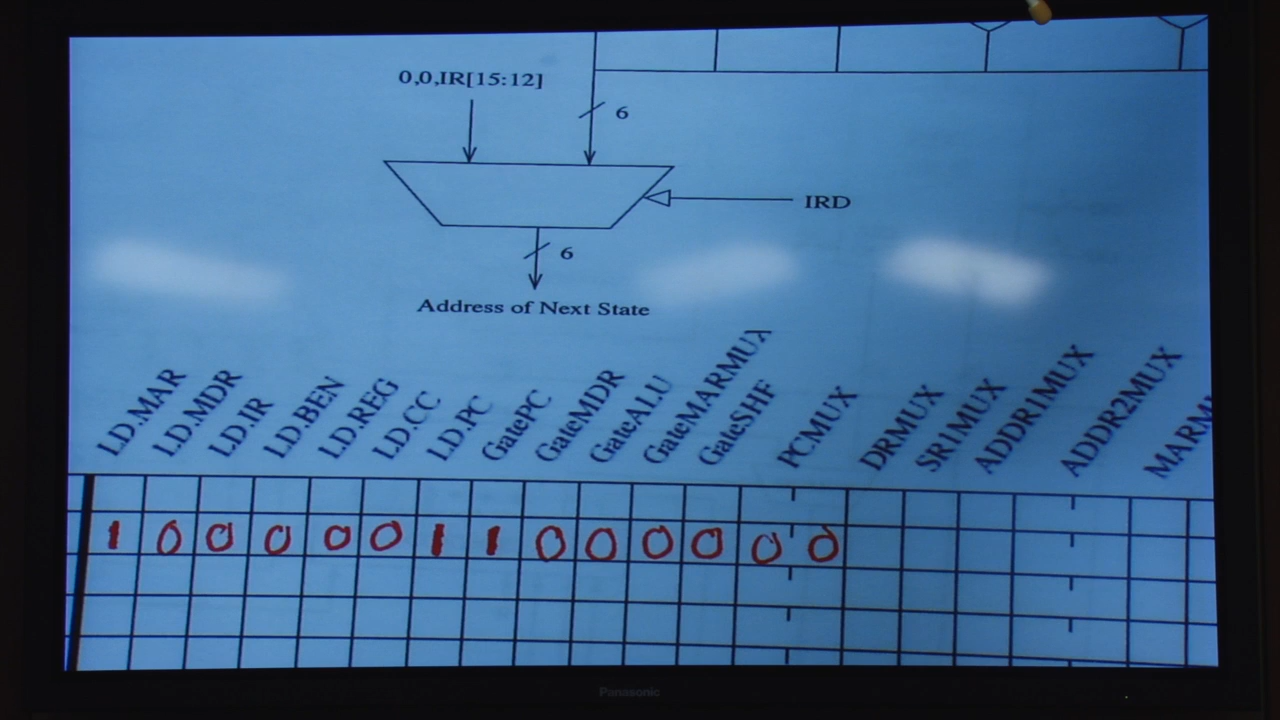 0,0,IR[15:12]
6
IRD
6
Address of Next State
LD.MAR
LD.MDR
LD.IR
LD.BEN
LD.REG
LD.CC
LD.PC
GatePC
GateMDR
GateALU
GateMARMUX
GateSHF
PCMUX
DRMUX
SR1MUX
ADDR1MUX
ADDR2MUX
1 0 0 0 0 0 1 1 0 0 0 0 0 0
Panasonic